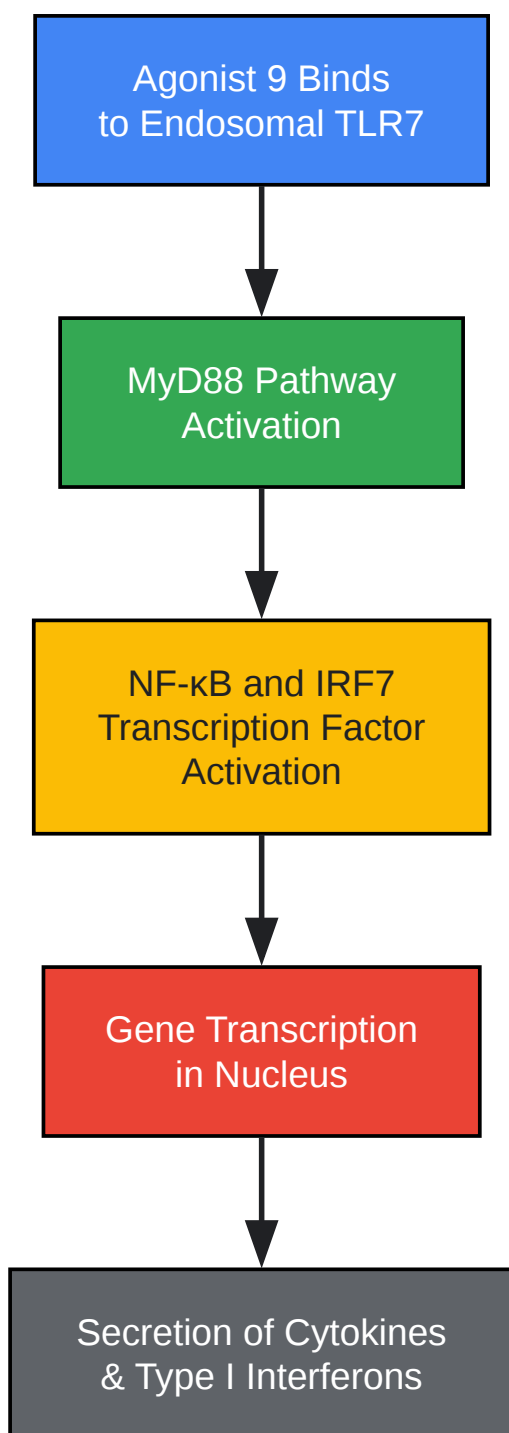 Agonist 9 Binds
to Endosomal TLR7
MyD88 Pathway
Activation
NF-κB and IRF7
Transcription Factor
Activation
Gene Transcription
in Nucleus
Secretion of Cytokines
& Type I Interferons